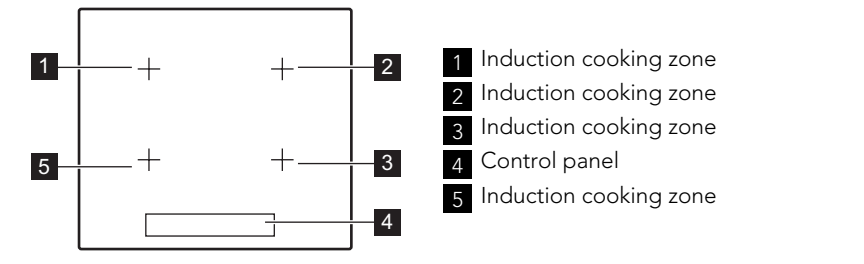 1
2
5
3
4
1 Induction cooking zone
2 Induction cooking zone
3 Induction cooking zone
4 Control panel
5 Induction cooking zone